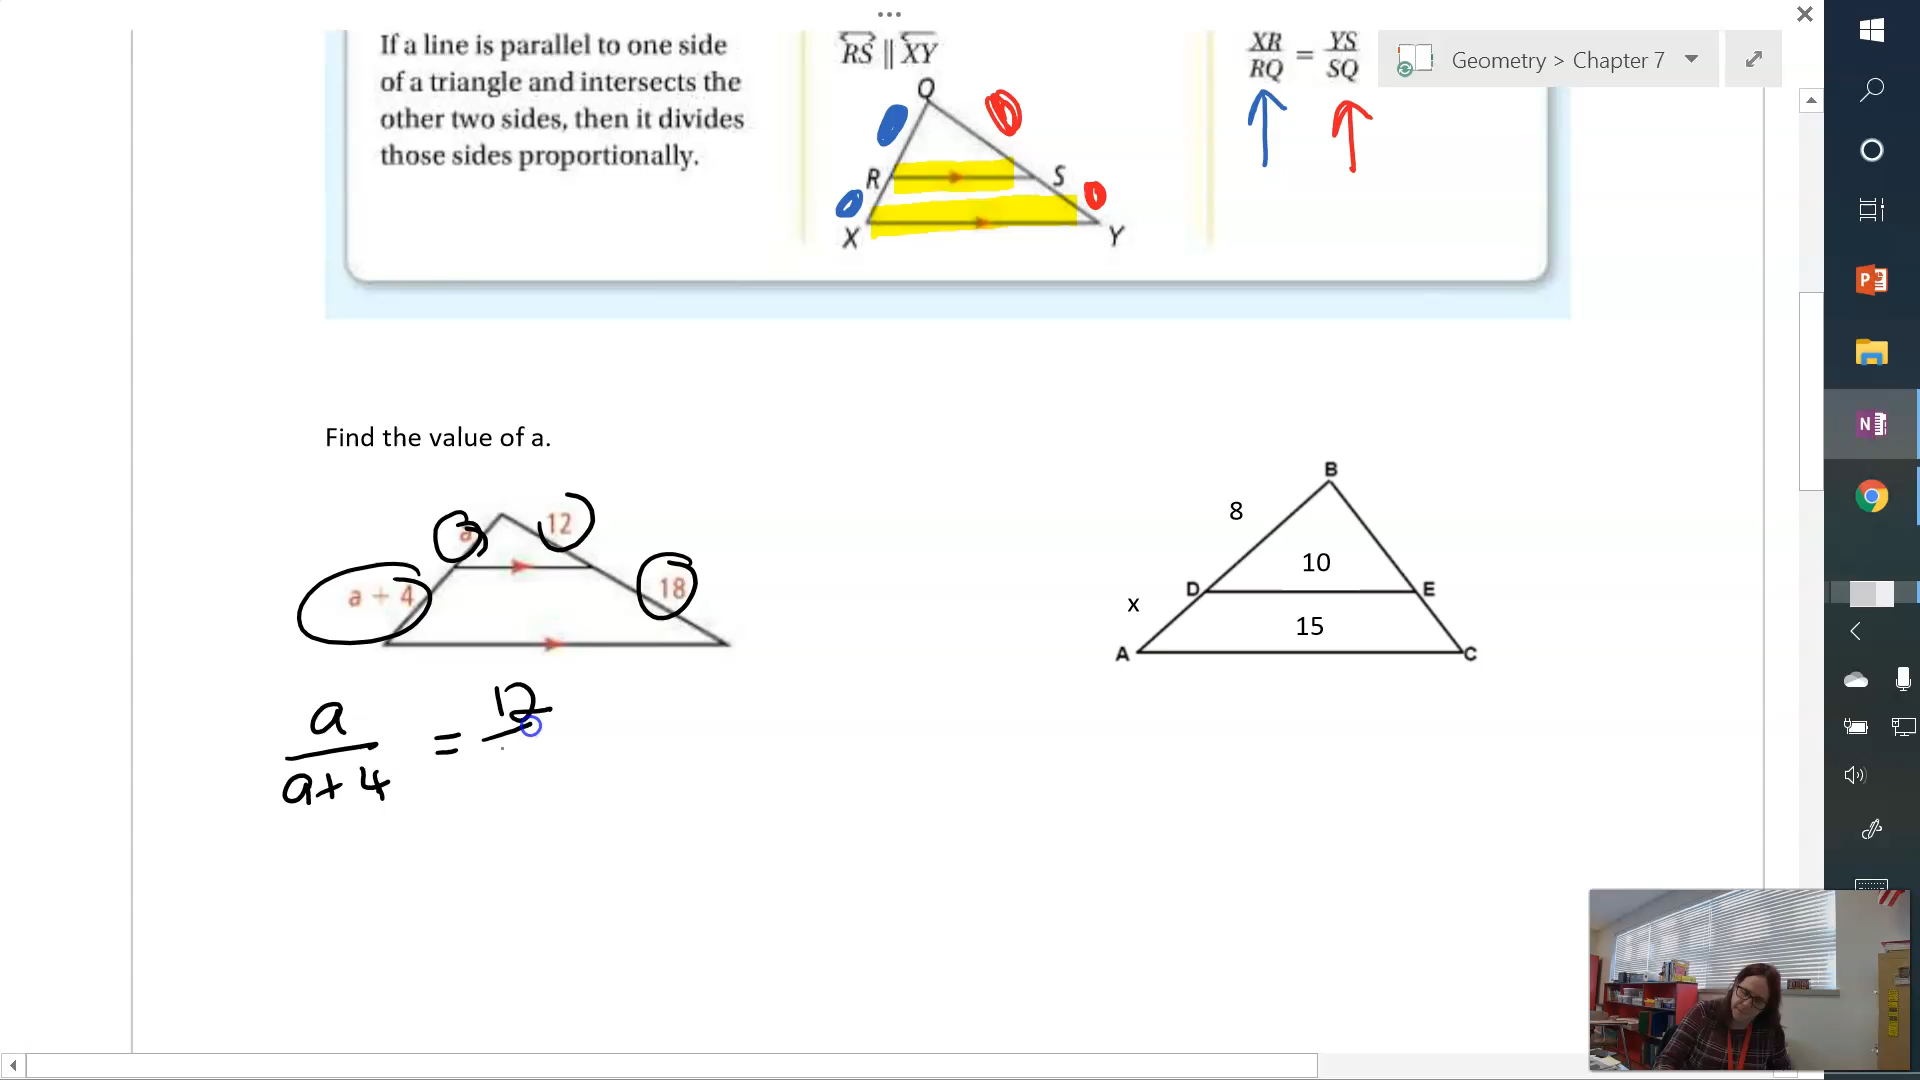 If a line is parallel to one side
of a triangle and intersects the
other two sides, then it divides
those sides proportionally.
RS || XY
Q
R
S
X
Y
XR/RQ = YS/SQ
Geometry > Chapter 7
Find the value of a.
a
12
a + 4
18
a/a+4 = 12
B
8
10
D
E
x
15
A
C
P
N